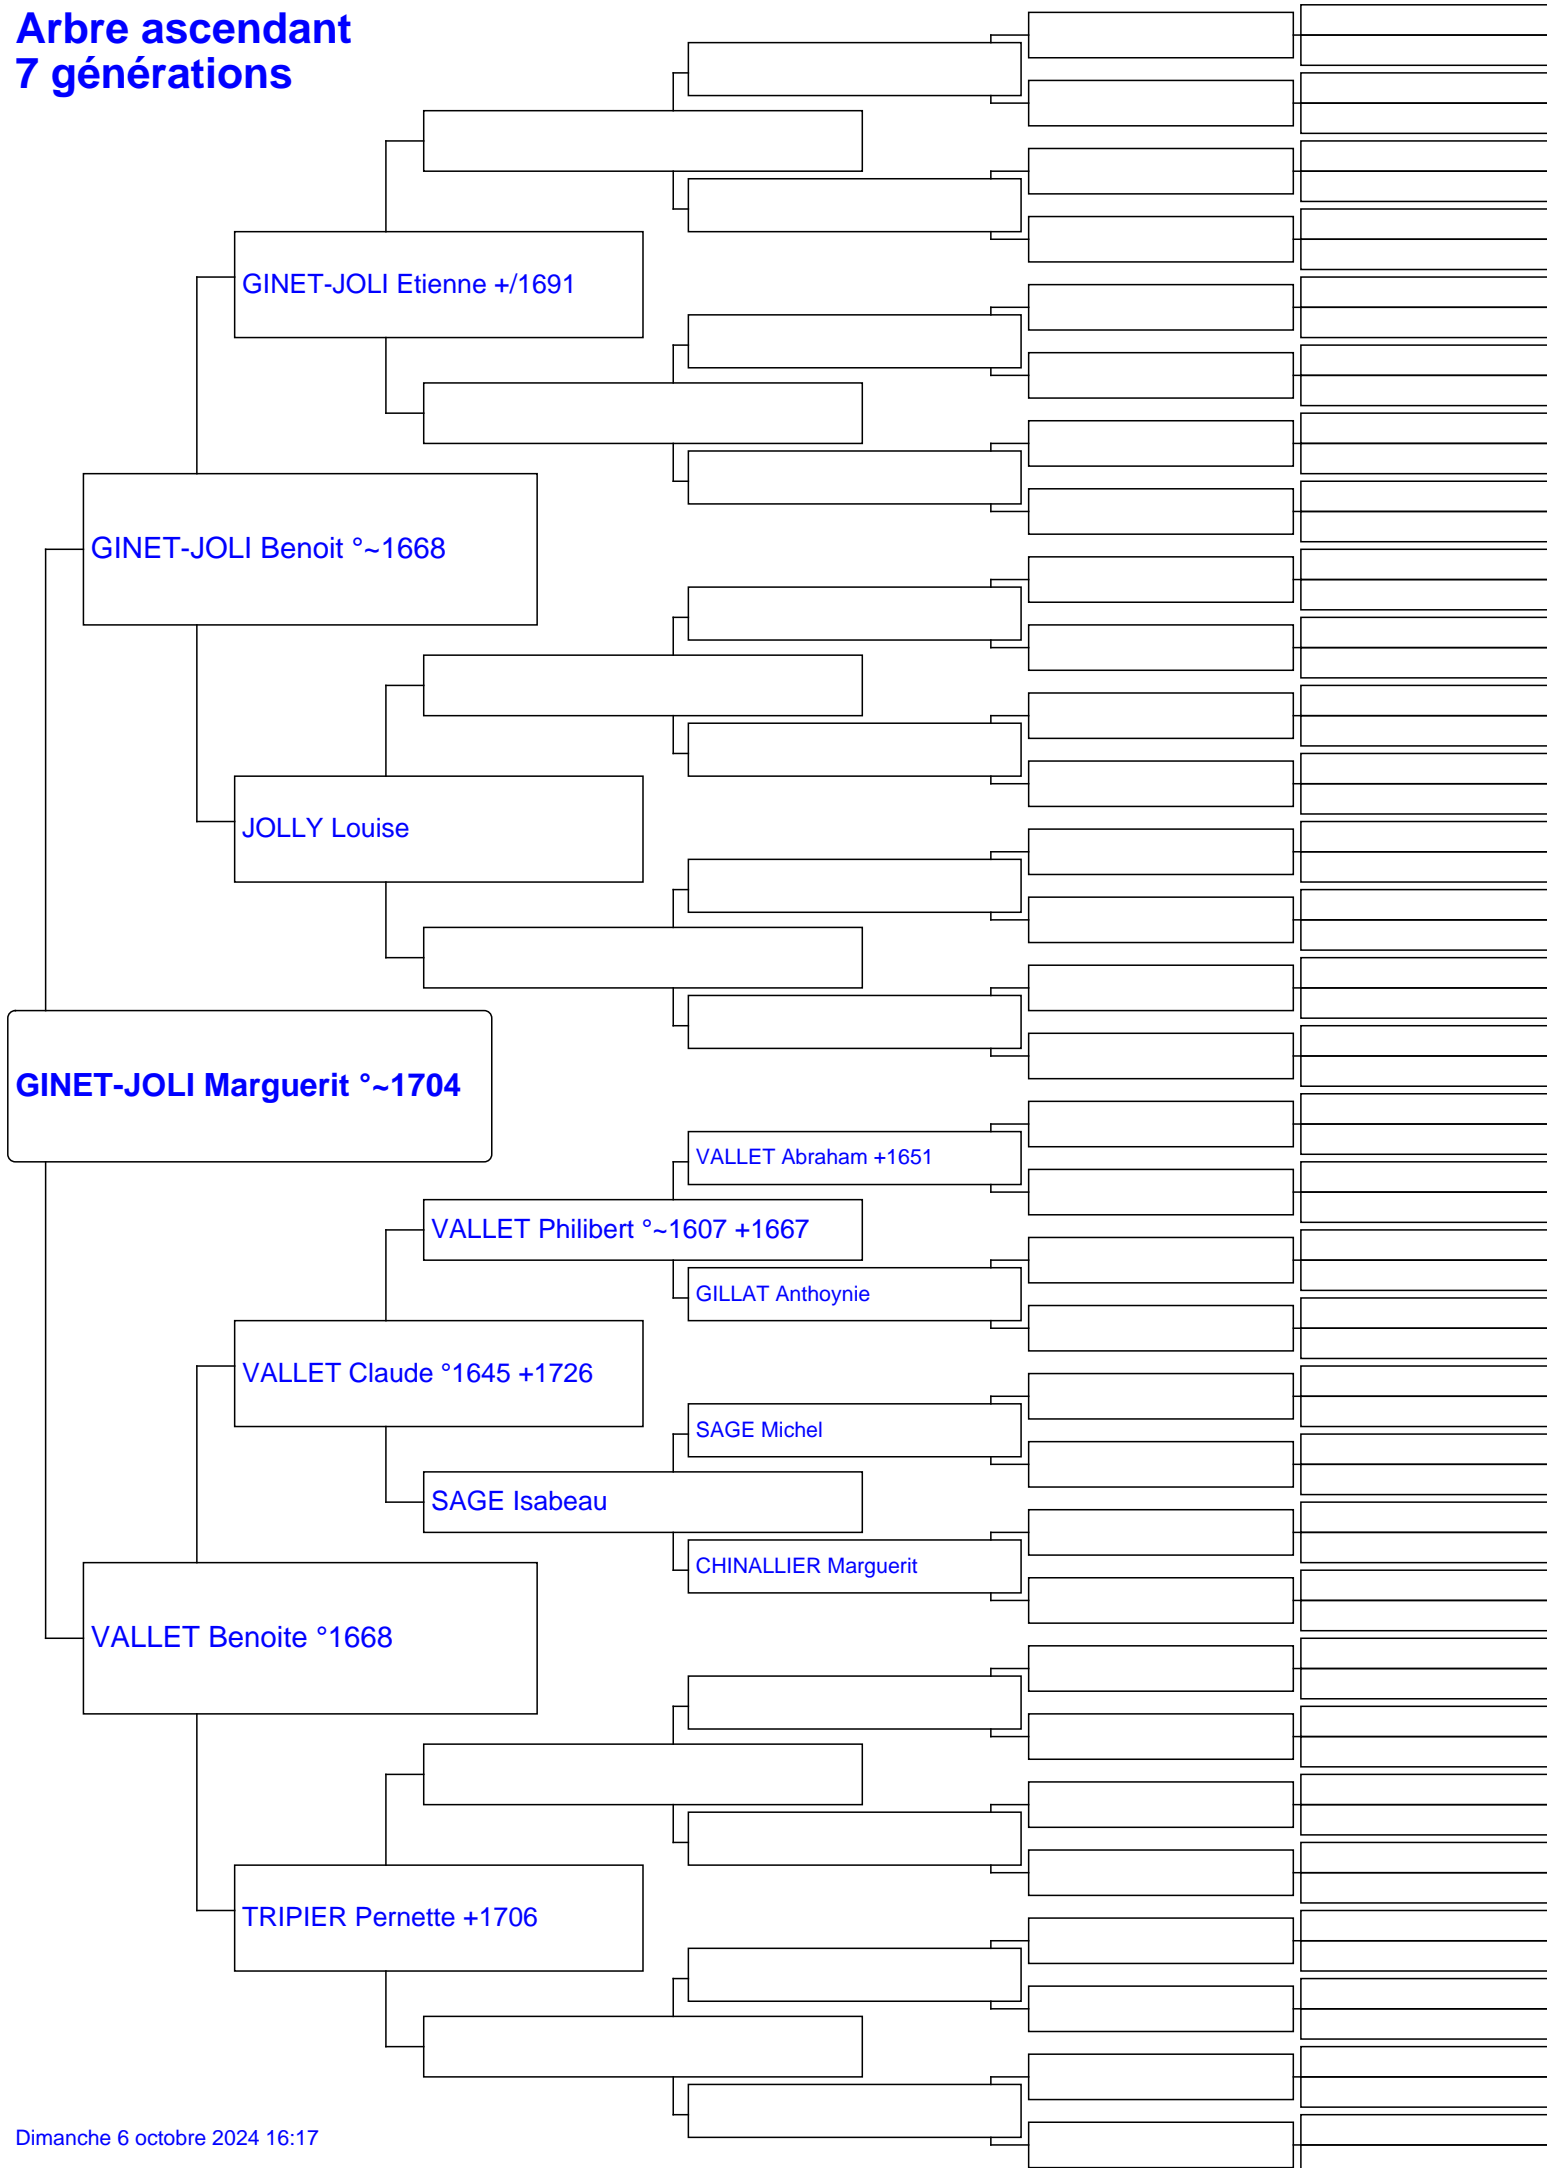 Arbre ascendant
7 générations
GINET-JOLI Etienne +/1691
GINET-JOLI Benoit °~1668
JOLLY Louise
GINET-JOLI Marguerit °~1704
VALLET Abraham +1651
VALLET Philibert °~1607 +1667
GILLAT Anthoynie
VALLET Claude °1645 +1726
SAGE Michel
SAGE Isabeau
CHINALLIER Marguerit
VALLET Benoite °1668
TRIPIER Pernette +1706
Dimanche 6 octobre 2024 16:17